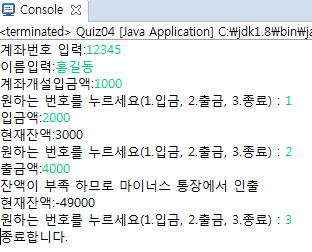 Console
<terminated> Quiz04 [Java Application] C:\jdk1.8\bin\ja
계좌번호 입력:12345
이름입력:홍길동
계좌개설입금액:1000
원하는 번호를 누르세요(1.입금, 2.출금, 3.종료) : 1
입금액:2000
현재잔액:3000
원하는 번호를 누르세요(1.입금, 2.출금, 3.종료) : 2
출금액:4000
잔액이 부족 하므로 마이너스 통장에서 인출
현재잔액:-49000
원하는 번호를 누르세요(1.입금, 2.출금, 3.종료) : 3
종료합니다.